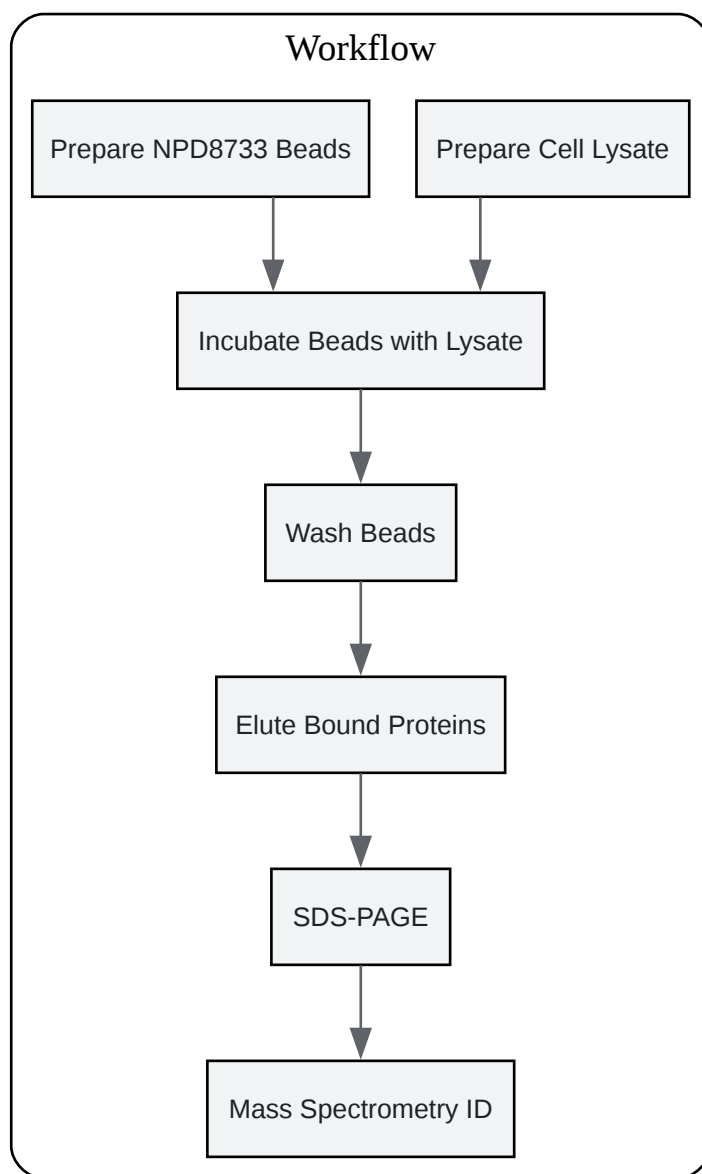 Workflow
Prepare NPD8733 Beads
Prepare Cell Lysate
Incubate Beads with Lysate
Wash Beads
Elute Bound Proteins
SDS-PAGE
Mass Spectrometry ID